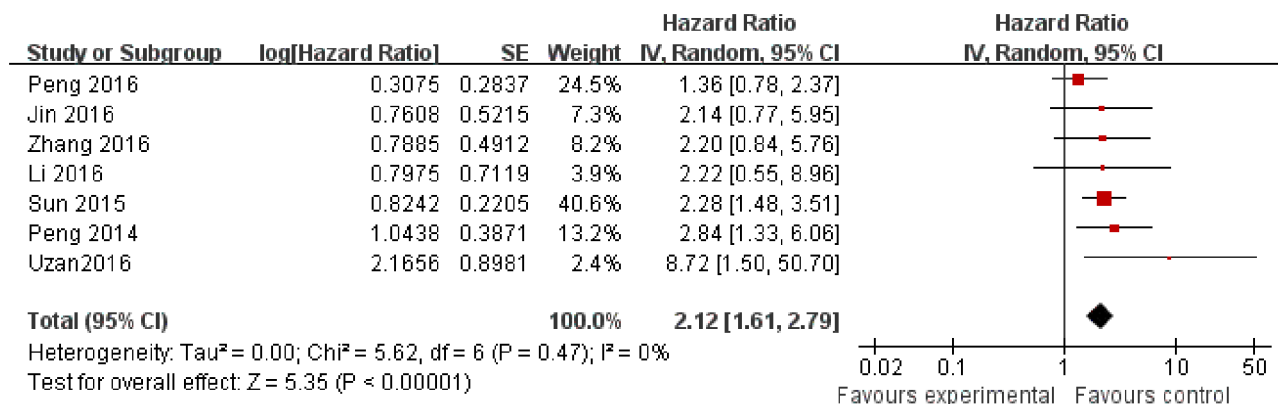 Hazard Ratio Hazard Ratio
Study or Subgroup log[Hazard Ratio] SE Weight IV, Random, 95% CI IV, Random, 95% CI
Peng 2016 0.3075 0.2837 24.5% 1.36 [0.78, 2.37]
Jin 2016 0.7608 0.5215 7.3% 2.14 [0.77, 5.95]
Zhang 2016 0.7885 0.4912 8.2% 2.20 [0.84, 5.76]
Li 2016 0.7975 0.7119 3.9% 2.22 [0.55, 8.96]
Sun 2015 0.8242 0.2205 40.6% 2.28 [1.48, 3.51]
Peng 2014 1.0438 0.3871 13.2% 2.84 [1.33, 6.06]
Uzan2016 2.1656 0.8981 2.4% 8.72 [1.50, 50.70]
Total (95% CI) 100.0% 2.12 [1.61, 2.79]
Heterogeneity: Tau² = 0.00; Chi² = 5.62, df = 6 (P = 0.47); I² = 0%
Test for overall effect: Z = 5.35 (P < 0.00001)
0.02 0.1 1 10 50
Favours experimental Favours control